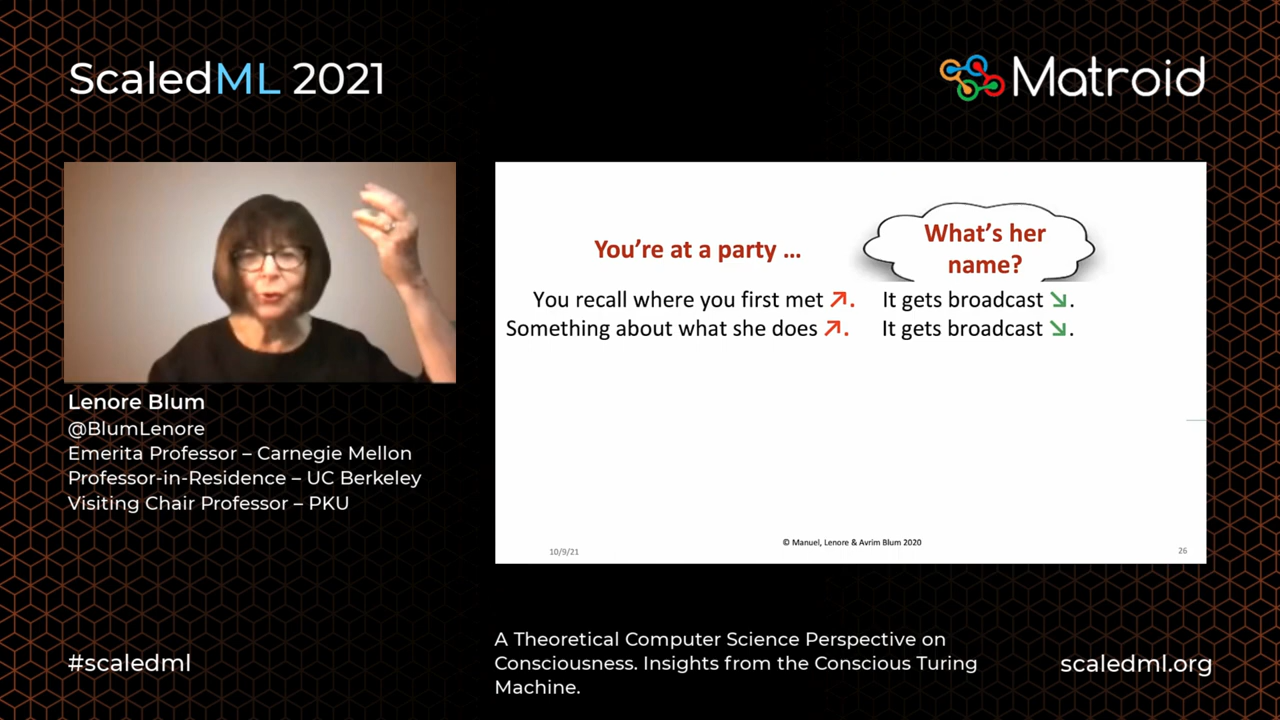 ScaledML 2021
Matroid
You're at a party ...
What's her
name?
You recall where you first met ↗. It gets broadcast ↘.
Something about what she does ↗. It gets broadcast ↘.
© Manuel, Lenore & Avrim Blum 2020
10/9/21
26
Lenore Blum
@BlumLenore
Emerita Professor – Carnegie Mellon
Professor-in-Residence – UC Berkeley
Visiting Chair Professor – PKU
#scaledml
A Theoretical Computer Science Perspective on
Consciousness. Insights from the Conscious Turing
Machine.
scaledml.org